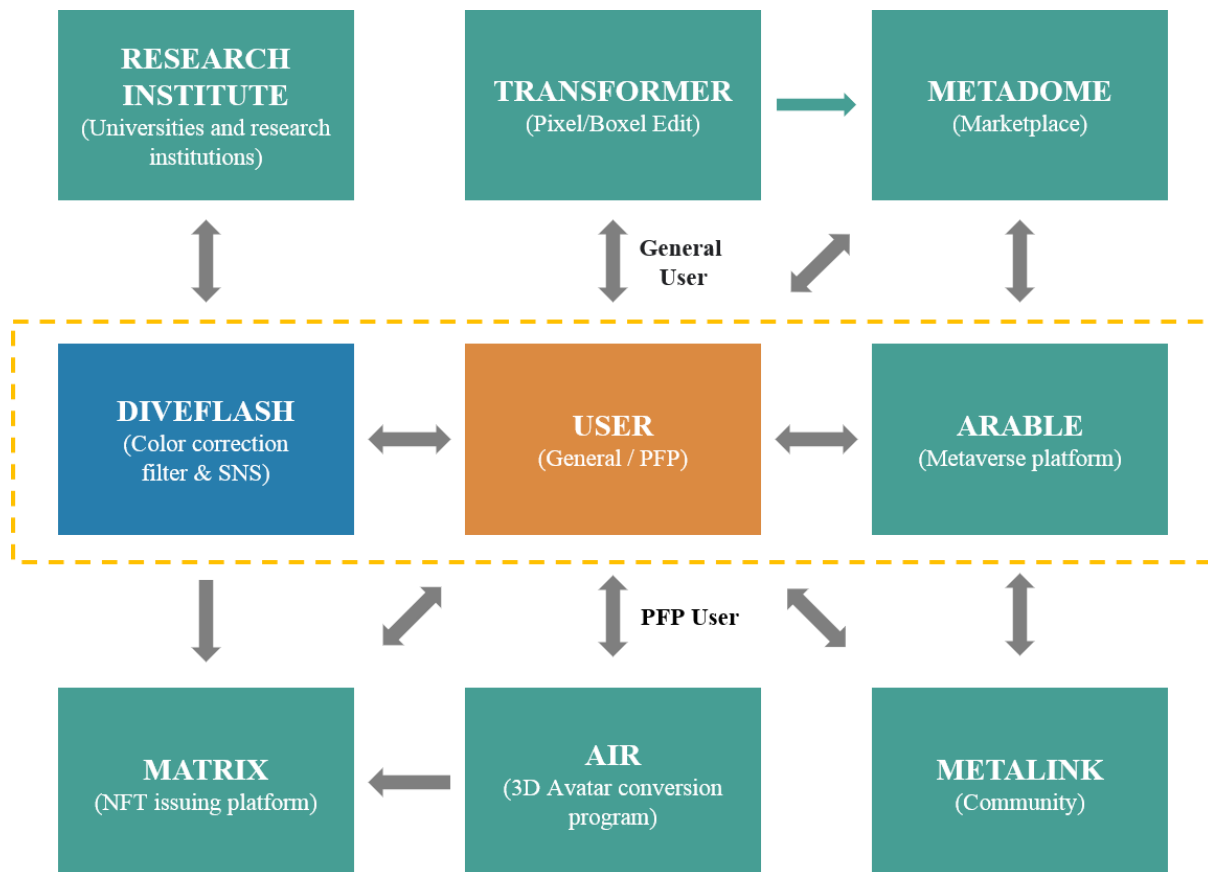 RESEARCH
INSTITUTE
(Universities and research
institutions)
TRANSFORMER
(Pixel/Boxel Edit)
METADOME
(Marketplace)
General
User
DIVEFLASH
(Color correction
filter & SNS)
USER
(General / PFP)
ARABLE
(Metaverse platform)
PFP User
MATRIX
(NFT issuing platform)
AIR
(3D Avatar conversion
program)
METALINK
(Community)